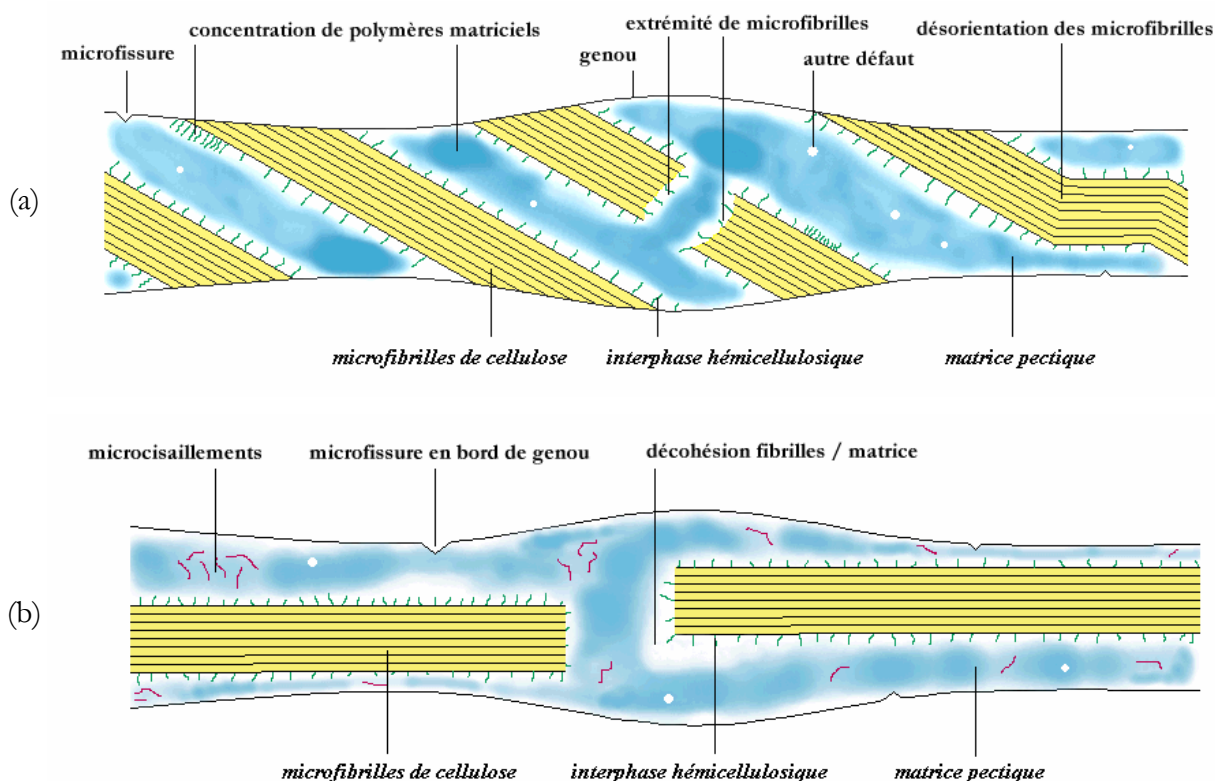 concentration de polymères matriciels
extrémité de microfibrilles
désorientation des microfibrilles
microfissure
genou
autre défaut
(a)
microfibrilles de cellulose
interphase hémicellulosique
matrice pectique
microcisaillements
microfissure en bord de genou
décohésion fibrilles / matrice
(b)
microfibrilles de cellulose
interphase hémicellulosique
matrice pectique